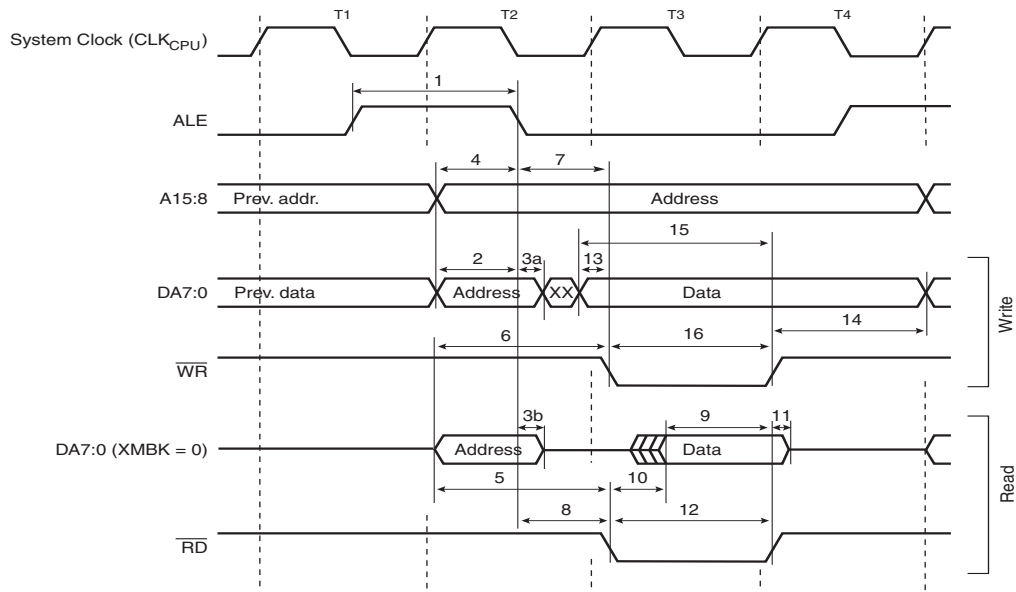 T1 T2 T3 T4
System Clock (CLKCPU)
1
ALE
4 7
A15:8 Prev. addr. Address
15
2 3a 13
DA7:0 Prev. data Address XX Data
14
6 16
WR
Write
3b 9 11
DA7:0 (XMBK = 0) Address Data
5 10
8 12
RD
Read